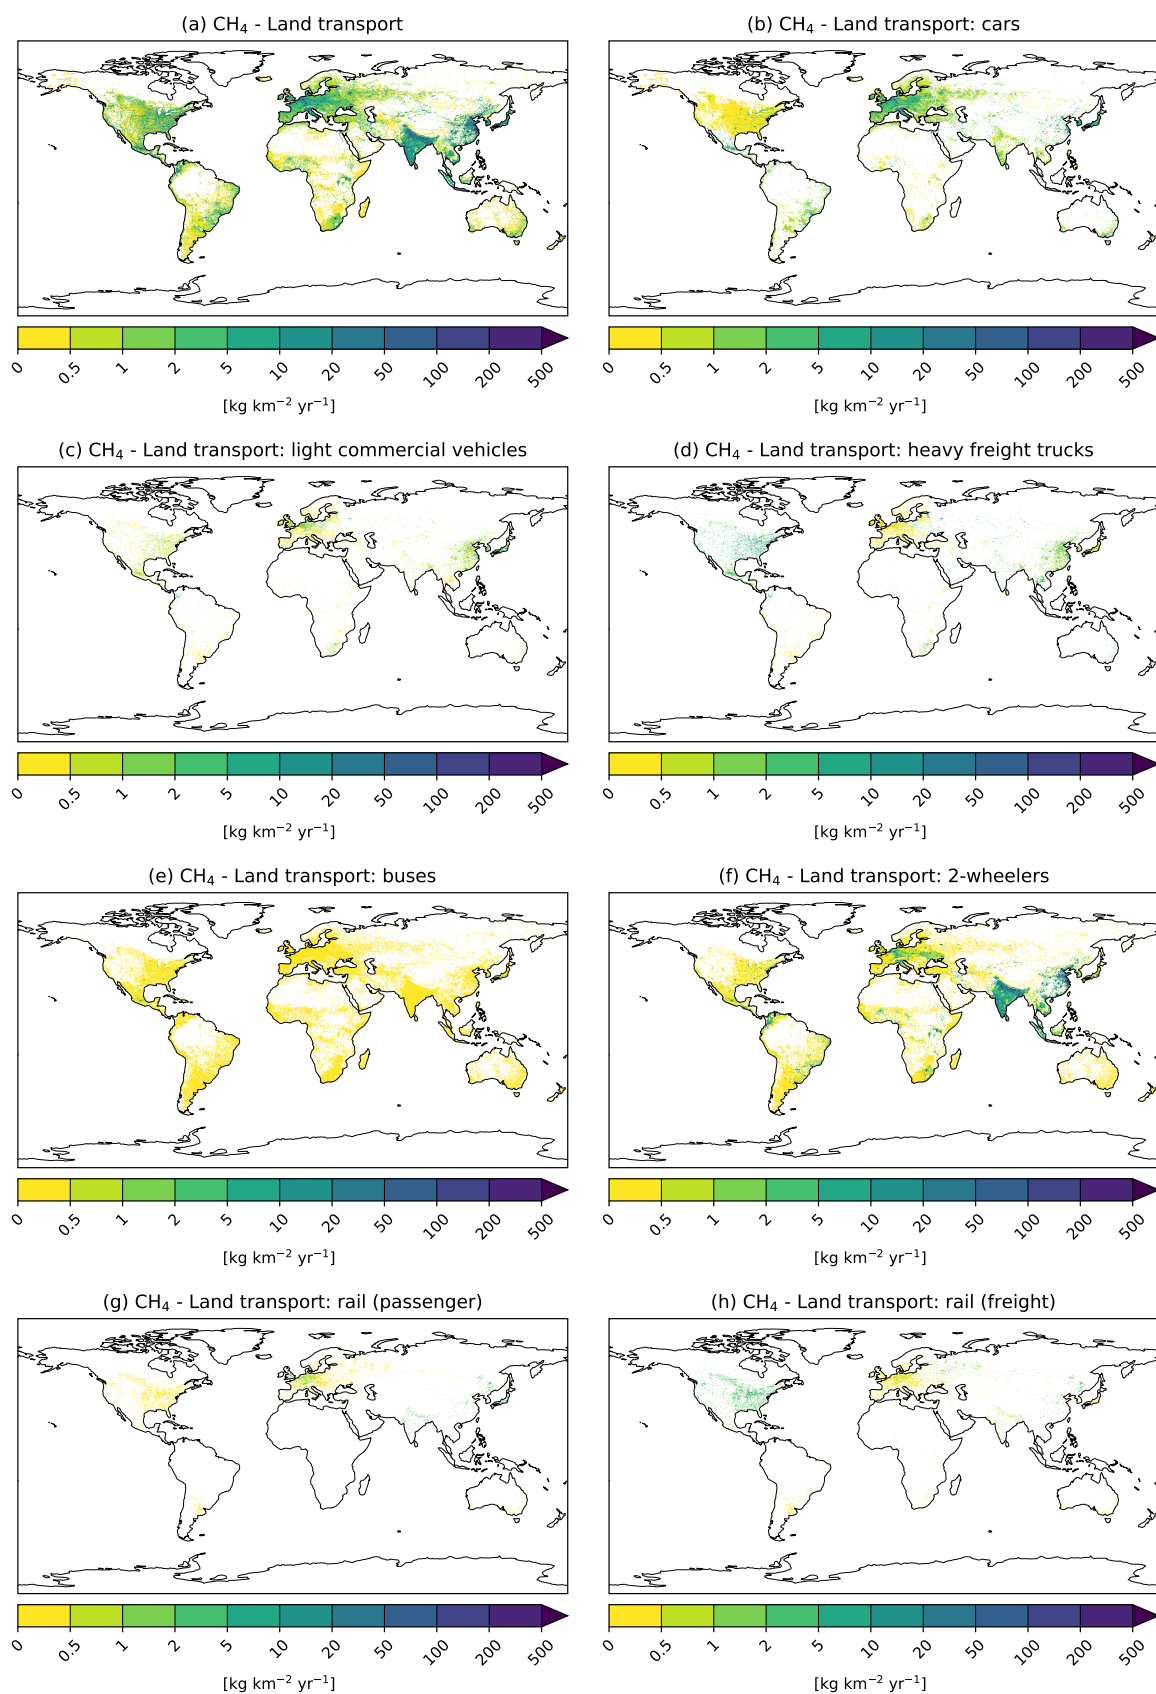 (a) CH₄ - Land transport
(b) CH₄ - Land transport: cars
0 0.5 1 2 5 10 20 50 100 200 500
[kg km⁻² yr⁻¹]
0 0.5 1 2 5 10 20 50 100 200 500
[kg km⁻² yr⁻¹]
(c) CH₄ - Land transport: light commercial vehicles
(d) CH₄ - Land transport: heavy freight trucks
0 0.5 1 2 5 10 20 50 100 200 500
[kg km⁻² yr⁻¹]
0 0.5 1 2 5 10 20 50 100 200 500
[kg km⁻² yr⁻¹]
(e) CH₄ - Land transport: buses
(f) CH₄ - Land transport: 2-wheelers
0 0.5 1 2 5 10 20 50 100 200 500
[kg km⁻² yr⁻¹]
0 0.5 1 2 5 10 20 50 100 200 500
[kg km⁻² yr⁻¹]
(g) CH₄ - Land transport: rail (passenger)
(h) CH₄ - Land transport: rail (freight)
0 0.5 1 2 5 10 20 50 100 200 500
[kg km⁻² yr⁻¹]
0 0.5 1 2 5 10 20 50 100 200 500
[kg km⁻² yr⁻¹]